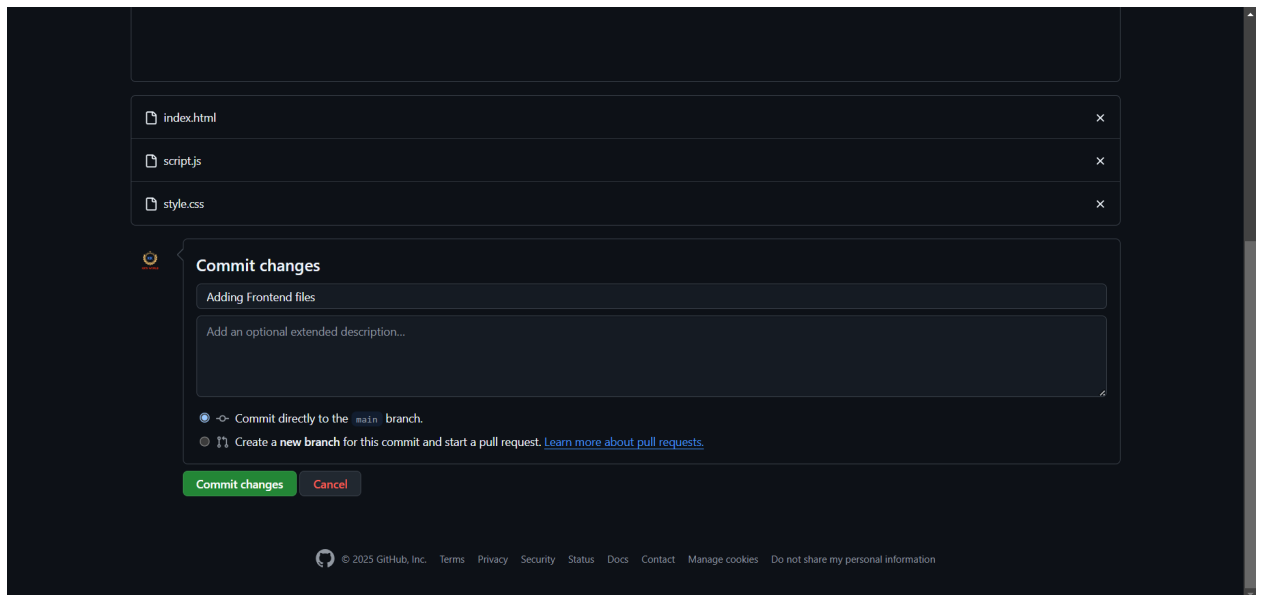 index.html
script.js
style.css
Commit changes
Adding Frontend files
Add an optional extended description...
Commit directly to the main branch.
Create a new branch for this commit and start a pull request. Learn more about pull requests.
Commit changes Cancel
© 2025 GitHub, Inc. Terms Privacy Security Status Docs Contact Manage cookies Do not share my personal information